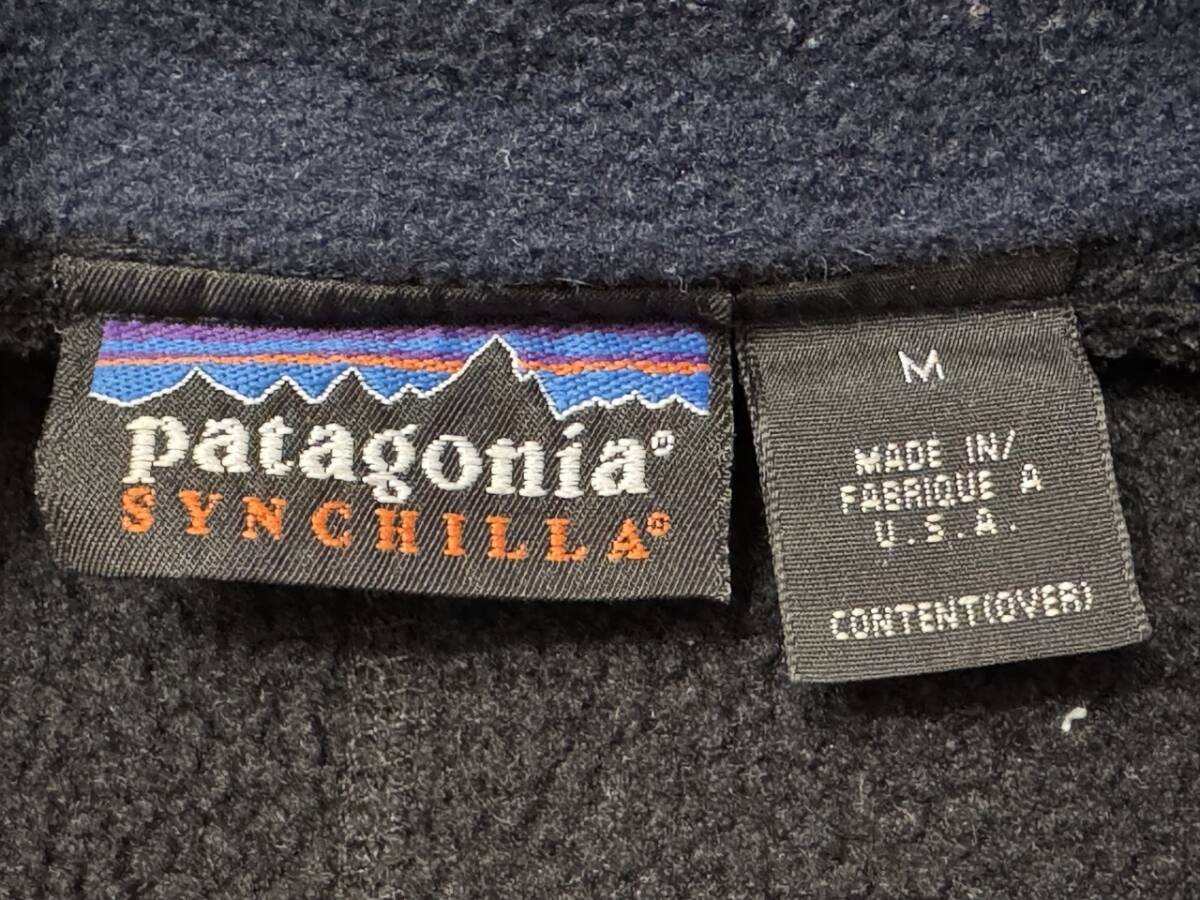 patagonia®
SYNCHILLA®
M
MADE IN/
FABRIQUE A
U.S.A.
CONTENT(OVER)